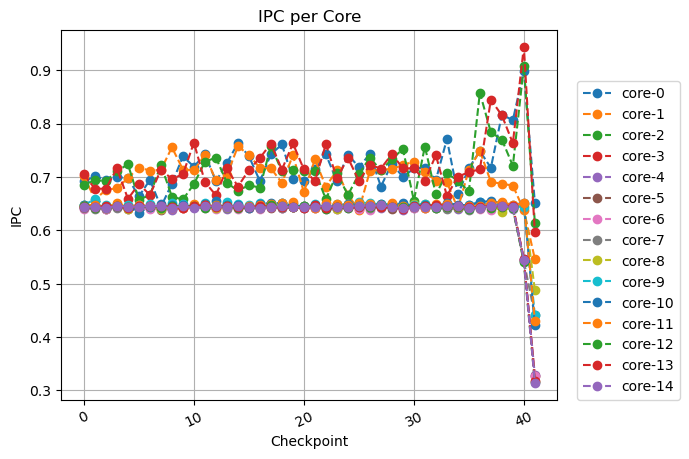 IPC per Core
IPC
0.9
0.8
0.7
0.6
0.5
0.4
0.3
0
10
20
30
40
Checkpoint
core-0
core-1
core-2
core-3
core-4
core-5
core-6
core-7
core-8
core-9
core-10
core-11
core-12
core-13
core-14